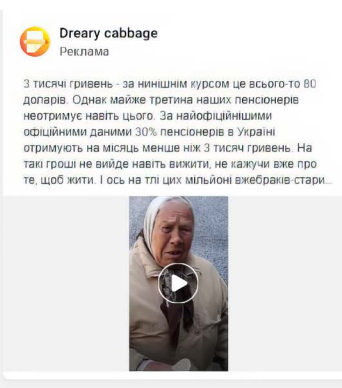 Dreary cabbage
Реклама
3 тисячі гривень - за нинішнім курсом це всього-то 80
доларів. Однак майже третина наших пенсіонерів
неотримує навіть цього. За найофіційнішими
офіційними даними 30% пенсіонерів в Україні
отримують на місяць менше ніж 3 тисяч гривень. На
такі гроші не вийде навіть вижити, не кажучи вже про
те, щоб жити. І ось на тлі цих мільйоні вжебраків-стари...